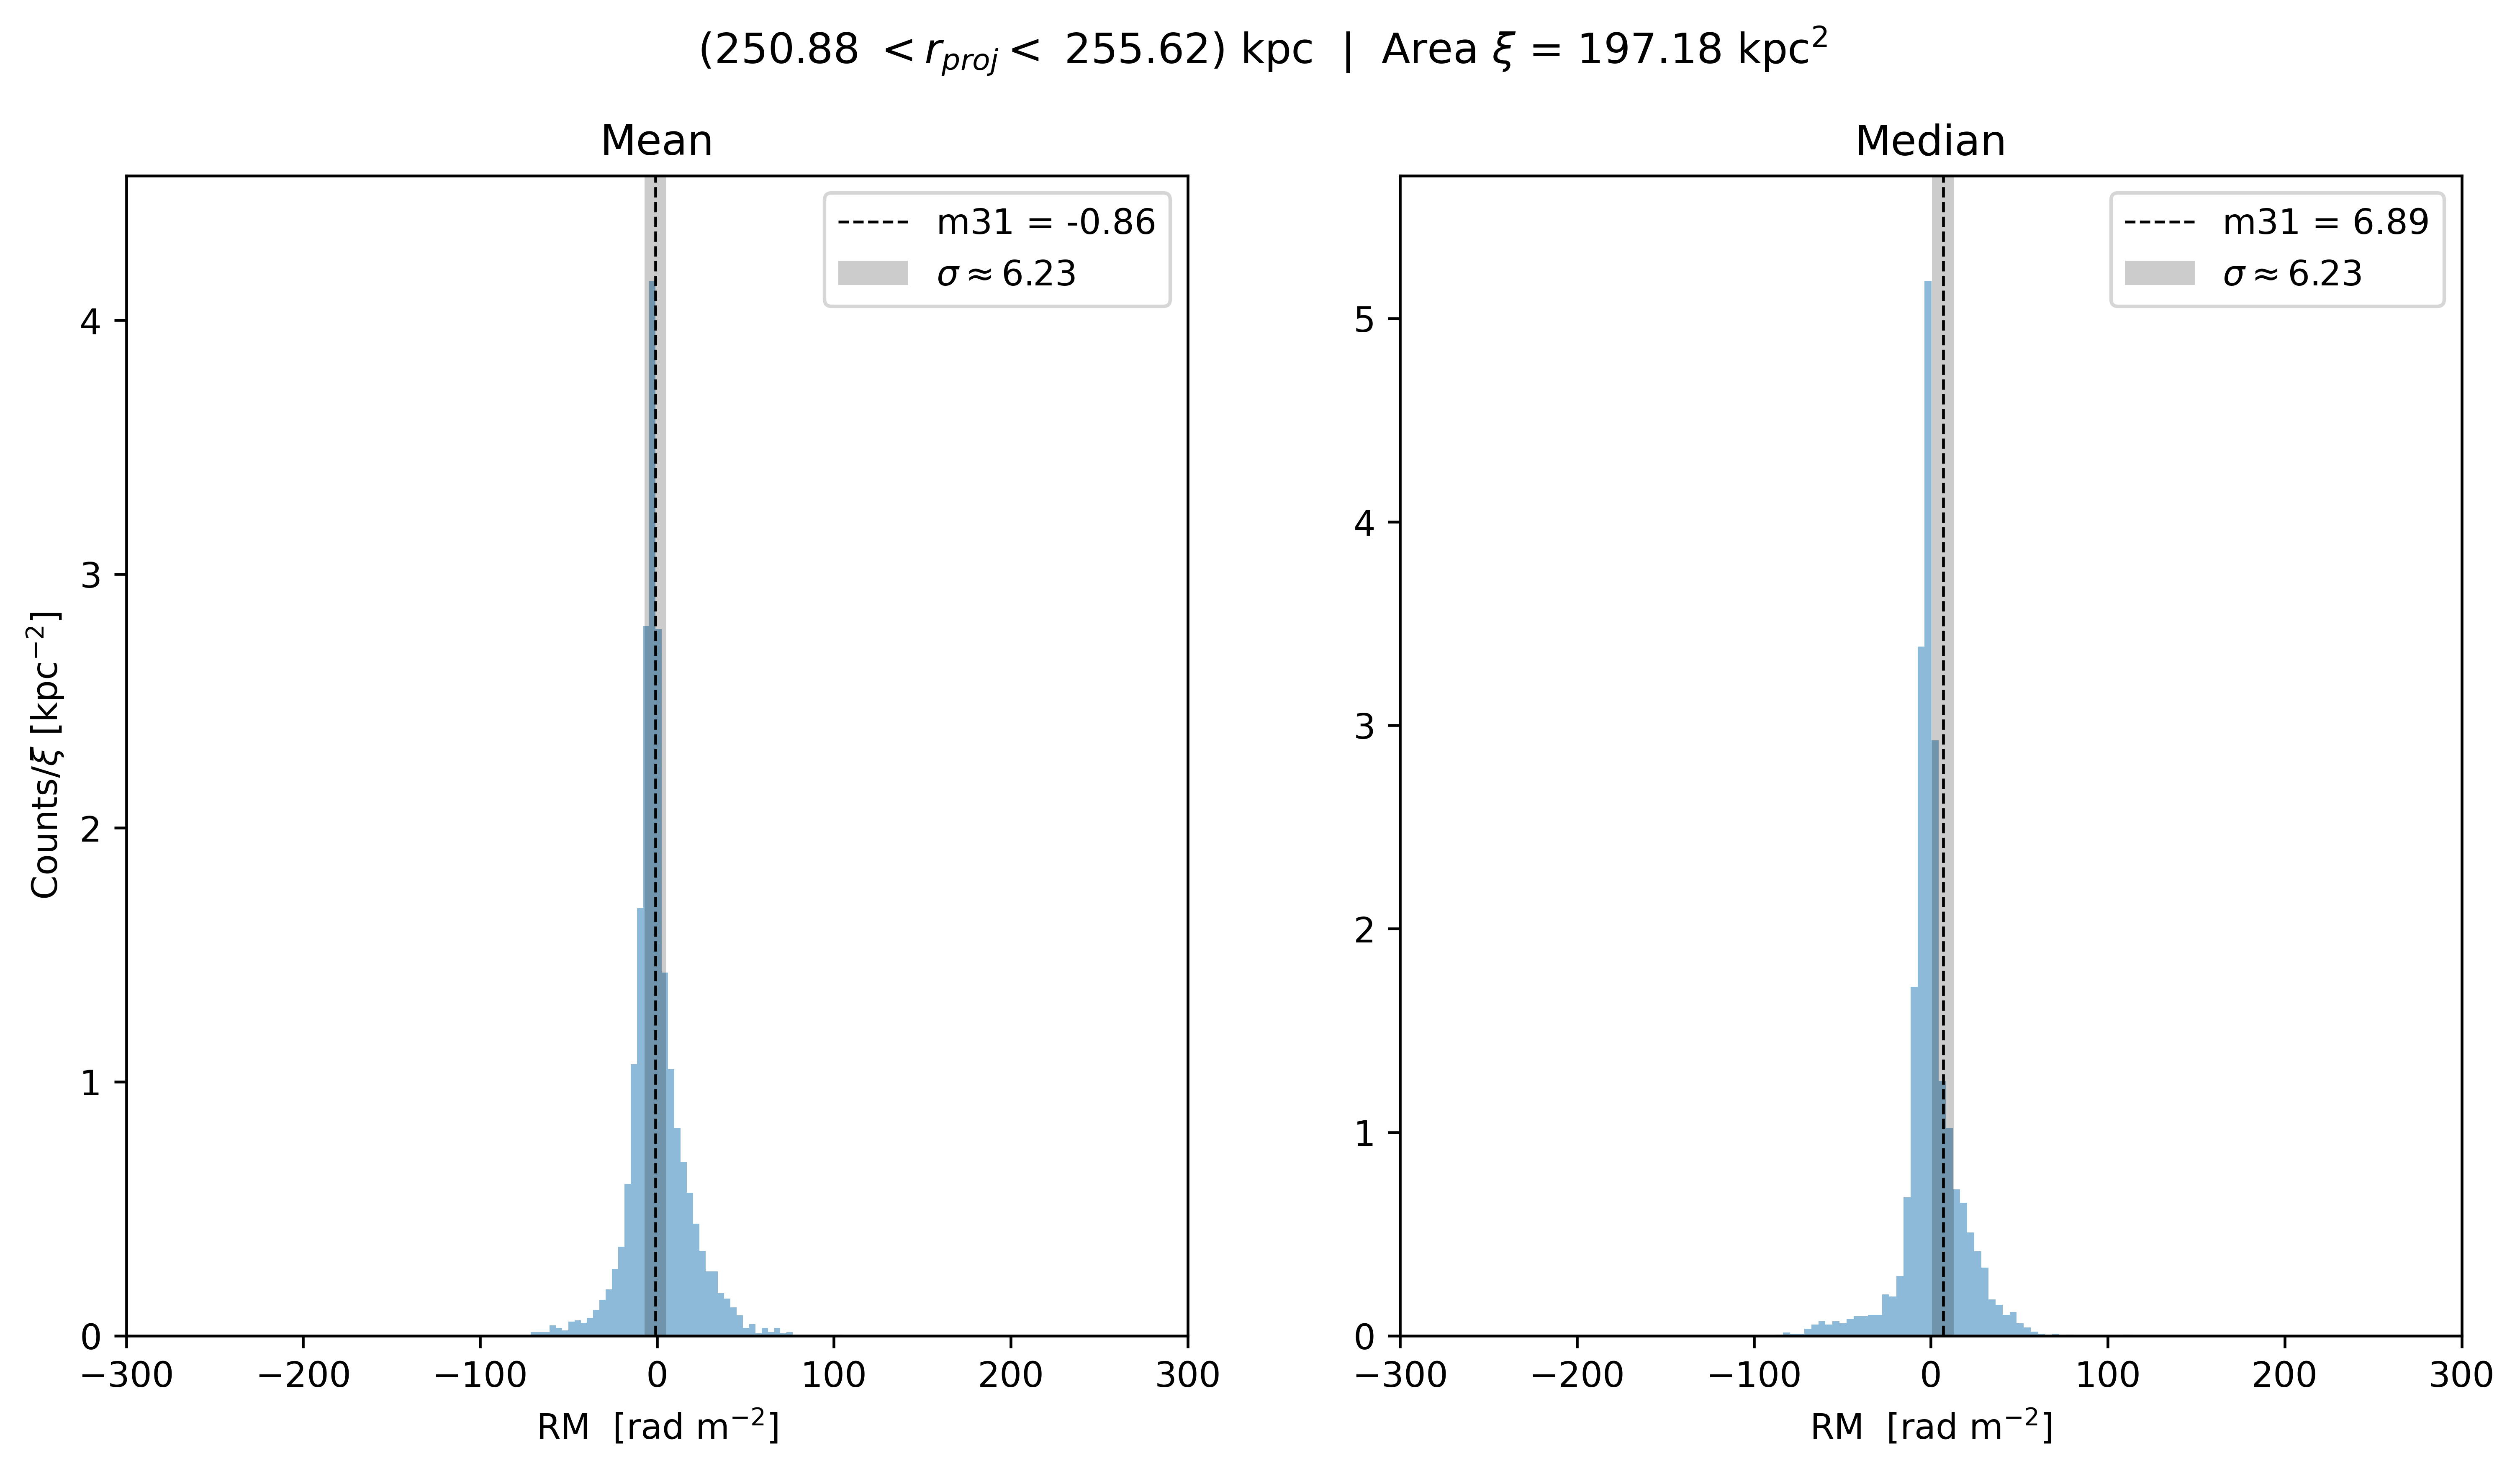 (250.88 < r_proj < 255.62) kpc | Area ξ = 197.18 kpc²
Mean
m31 = -0.86
σ ≈ 6.23
4
3
2
1
0
Counts/ξ [kpc⁻²]
−300 −200 −100 0 100 200 300
RM [rad m⁻²]
Median
m31 = 6.89
σ ≈ 6.23
5
4
3
2
1
0
−300 −200 −100 0 100 200 300
RM [rad m⁻²]